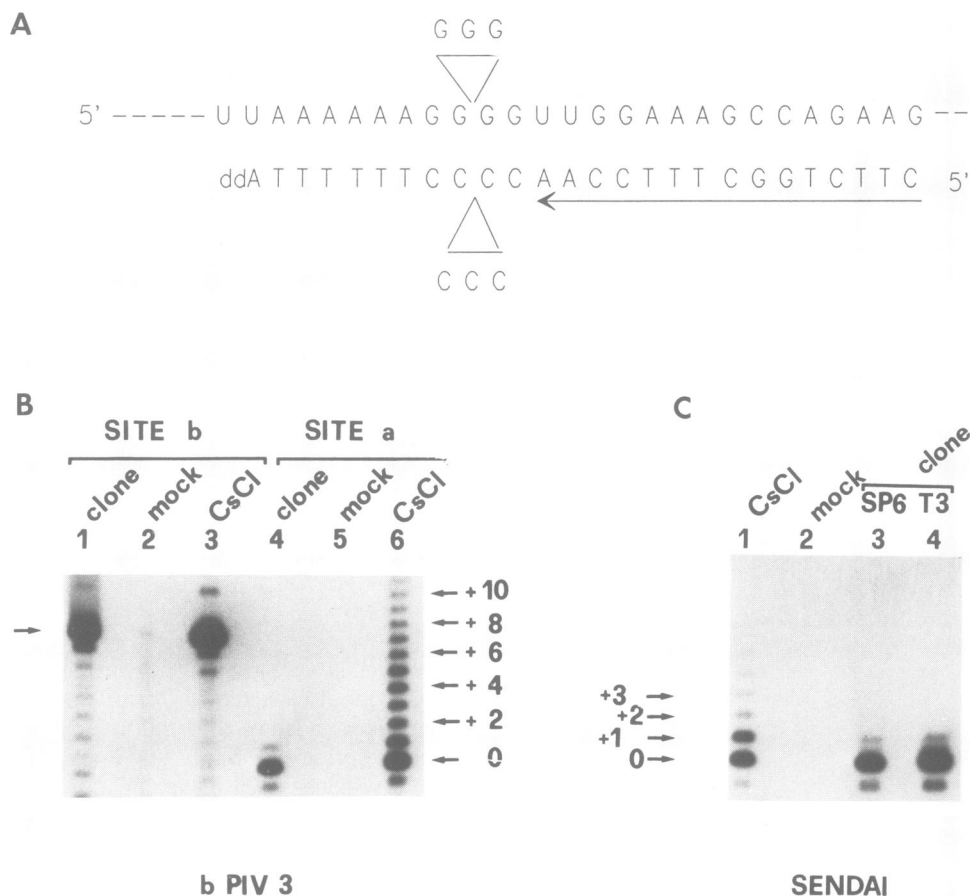 A
G G G
5' ----- U U A A A A A A G G G G U U G G A A A G C C A G A A G --
ddA T T T T T T C C C C A A C C T T T C G G T C T T C 5'
C C C
B
SITE b SITE a
clone mock CsCl clone mock CsCl
1 2 3 4 5 6
+ 10
+ 8
+ 6
+ 4
+ 2
0
b PIV 3
C
clone
CsCl mock SP6 T3
1 2 3 4
+3
+2
+1
0
SENDAI